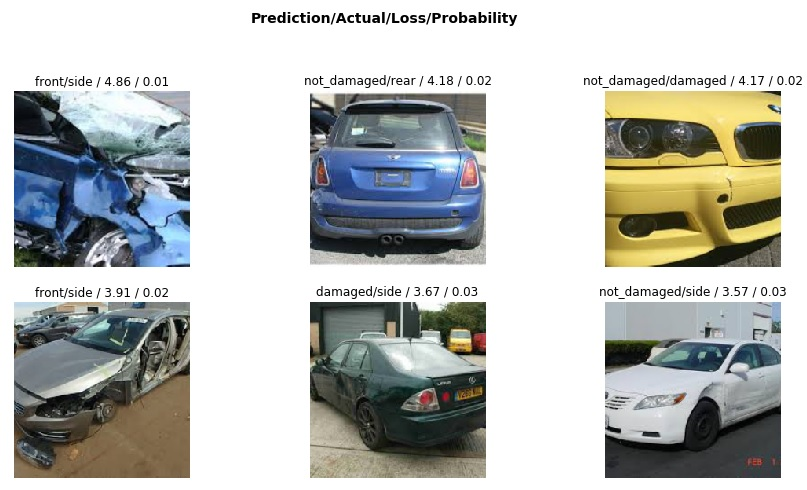 Prediction/Actual/Loss/Probability
front/side / 4.86 / 0.01
not_damaged/rear / 4.18 / 0.02
not_damaged/damaged / 4.17 / 0.02
front/side / 3.91 / 0.02
damaged/side / 3.67 / 0.03
not_damaged/side / 3.57 / 0.03
FEB 1